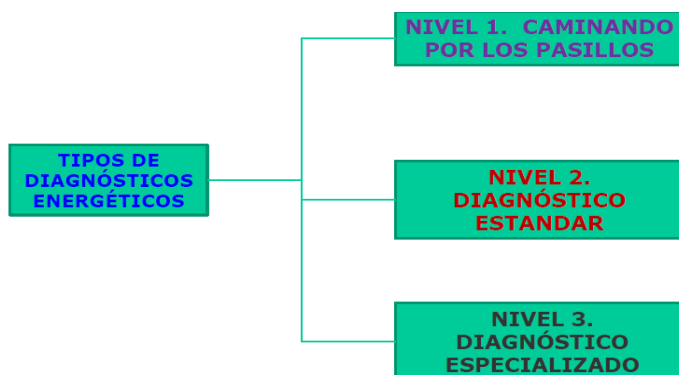 NIVEL 1.  CAMINANDO
POR LOS PASILLOS
TIPOS DE
DIAGNÓSTICOS
ENERGÉTICOS
NIVEL 2.
DIAGNÓSTICO
ESTANDAR
NIVEL 3.
DIAGNÓSTICO
ESPECIALIZADO